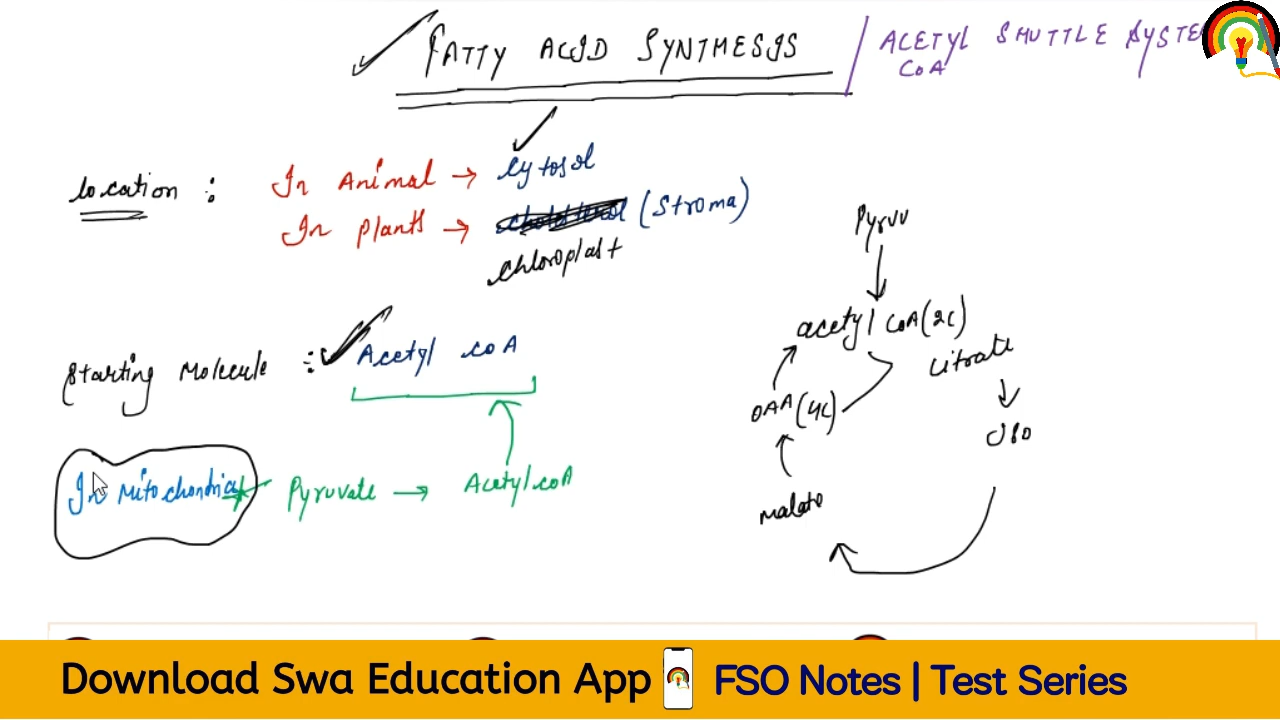 FATTY ACID SYNTHESIS / ACETYL SHUTTLE SYSTE
COA
Location : In Animal → Cytosol
In Plants → (Stroma)
chloroplast
Starting Molecule : Acetyl coA
In Mitochondria → Pyruvate → Acetyl coA
Pyruv
acetyl CoA (2C)
Citrate
OAA (4C)
Malate
Download Swa Education App FSO Notes | Test Series